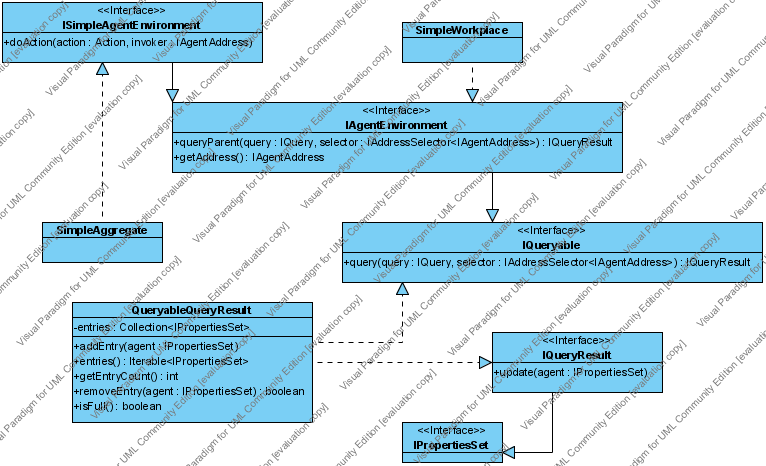 <<Interface>>
ISimpleAgentEnvironment
+doAction(action : Action, invoker : IAgentAddress)
SimpleWorkplace
<<Interface>>
IAgentEnvironment
+queryParent(query : IQuery, selector : IAddressSelector<IAgentAddress>) : IQueryResult
+getAddress() : IAgentAddress
SimpleAggregate
<<Interface>>
IQueryable
+query(query : IQuery, selector : IAddressSelector<IAgentAddress>) : IQueryResult
QueryableQueryResult
-entries : Collection<IPropertiesSet>
+addEntry(agent : IPropertiesSet)
+entries() : Iterable<IPropertiesSet>
+getEntryCount() : int
+removeEntry(agent : IPropertiesSet) : boolean
+isFull() : boolean
<<Interface>>
IQueryResult
+update(agent : IPropertiesSet)
<<Interface>>
IPropertiesSet
Visual Paradigm for UML Community Edition [evaluation copy]